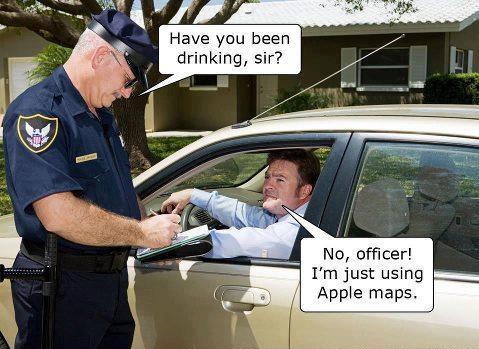 Have you been
drinking, sir?
No, officer!
I'm just using
Apple maps.